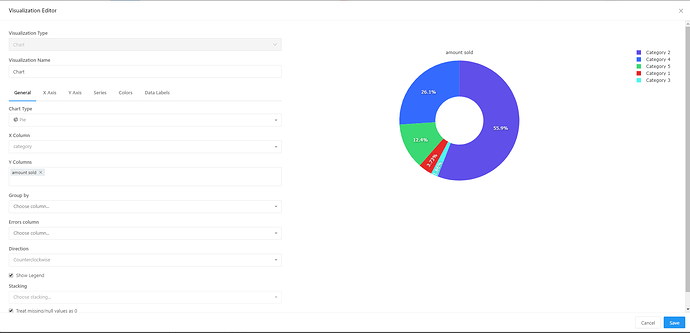 Visualization Editor
Visualization Type
Chart
Visualization Name
Chart
General X Axis Y Axis Series Colors Data Labels
Chart Type
Pie
X Column
category
Y Columns
amount sold
Group by
Choose column...
Errors column
Choose column...
Direction
Counterclockwise
Show Legend
Stacking
Choose stacking...
Treat missing/null values as 0
amount sold
55.9%
26.1%
12.4%
3.73%
Category 2
Category 4
Category 5
Category 1
Category 3
Cancel Save